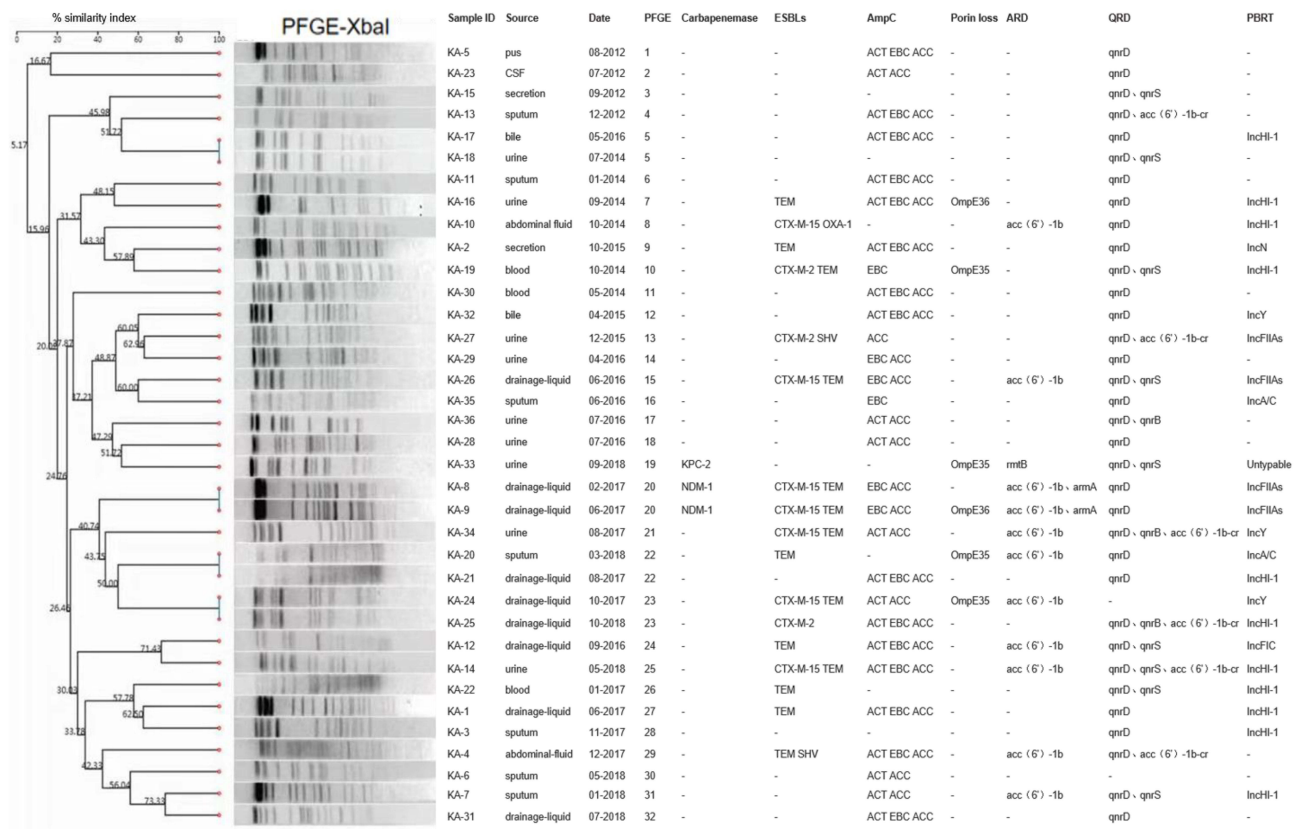 % similarity index
PFGE-XbaI
0 20 40 60 80 100
Sample ID Source Date PFGE Carbapenemase ESBLs AmpC Porin loss ARD QRD PBRT
KA-5 pus 08-2012 1 - - ACT EBC ACC - - qnrD -
16.67
KA-23 CSF 07-2012 2 - - ACT ACC - - qnrD -
KA-15 secretion 09-2012 3 - - - - - qnrD、qnrS -
45.98
KA-13 sputum 12-2012 4 - - ACT EBC ACC - - qnrD、acc（6'）-1b-cr -
51.72
KA-17 bile 05-2016 5 - - ACT EBC ACC - - qnrD IncHI-1
5.17
KA-18 urine 07-2014 5 - - - - - qnrD、qnrS -
KA-11 sputum 01-2014 6 - - ACT EBC ACC - - qnrD -
48.15
KA-16 urine 09-2014 7 - TEM ACT EBC ACC OmpE36 - qnrD IncHI-1
31.57
KA-10 abdominal fluid 10-2014 8 - CTX-M-15 OXA-1 - - acc（6'）-1b qnrD IncHI-1
15.96
43.30
KA-2 secretion 10-2015 9 - TEM ACT EBC ACC - - qnrD IncN
57.89
KA-19 blood 10-2014 10 - CTX-M-2 TEM EBC OmpE35 - qnrD、qnrS IncHI-1
KA-30 blood 05-2014 11 - - ACT EBC ACC - - qnrD -
KA-32 bile 04-2015 12 - - ACT EBC ACC - - qnrD IncY
60.05
KA-27 urine 12-2015 13 - CTX-M-2 SHV ACC - - qnrD、acc（6'）-1b-cr IncFIIAs
62.96
KA-29 urine 04-2016 14 - - EBC ACC - - qnrD -
48.87
KA-26 drainage-liquid 06-2016 15 - CTX-M-15 TEM EBC ACC - acc（6'）-1b qnrD、qnrS IncFIIAs
60.00
KA-35 sputum 06-2016 16 - - EBC - - qnrD IncA/C
KA-36 urine 07-2016 17 - - ACT ACC - - qnrD、qnrB -
47.29
KA-28 urine 07-2016 18 - - ACT ACC - - qnrD -
51.72
KA-33 urine 09-2018 19 KPC-2 - - OmpE35 rmtB qnrD、qnrS Untypable
24.76
KA-8 drainage-liquid 02-2017 20 NDM-1 CTX-M-15 TEM EBC ACC - acc（6'）-1b、armA qnrD IncFIIAs
KA-9 drainage-liquid 06-2017 20 NDM-1 CTX-M-15 TEM EBC ACC OmpE36 acc（6'）-1b、armA qnrD IncFIIAs
40.74
KA-34 urine 08-2017 21 - CTX-M-15 TEM ACT ACC - acc（6'）-1b qnrD、qnrB、acc（6'）-1b-cr IncY
43.75
KA-20 sputum 03-2018 22 - TEM - OmpE35 acc（6'）-1b qnrD IncA/C
KA-21 drainage-liquid 08-2017 22 - - ACT EBC ACC - - qnrD IncHI-1
50.00
KA-24 drainage-liquid 10-2017 23 - CTX-M-15 TEM ACT ACC OmpE35 acc（6'）-1b - IncY
26.46
KA-25 drainage-liquid 10-2018 23 - CTX-M-2 ACT EBC ACC - - qnrD、qnrB、acc（6'）-1b-cr IncHI-1
KA-12 drainage-liquid 09-2016 24 - TEM ACT EBC ACC - acc（6'）-1b qnrD、qnrS IncFIC
71.43
KA-14 urine 05-2018 25 - CTX-M-15 TEM ACT EBC ACC - acc（6'）-1b qnrD、qnrS、acc（6'）-1b-cr IncHI-1
KA-22 blood 01-2017 26 - TEM - - - qnrD、qnrS IncHI-1
30.03
57.78
KA-1 drainage-liquid 06-2017 27 - TEM ACT EBC ACC - - qnrD IncHI-1
62.50
KA-3 sputum 11-2017 28 - - - - - qnrD IncHI-1
33.78
KA-4 abdominal-fluid 12-2017 29 - TEM SHV ACT EBC ACC - acc（6'）-1b qnrD、acc（6'）-1b-cr -
42.33
KA-6 sputum 05-2018 30 - - ACT ACC - - - -
56.04
KA-7 sputum 01-2018 31 - - ACT ACC - acc（6'）-1b qnrD、qnrS IncHI-1
73.33
KA-31 drainage-liquid 07-2018 32 - - ACT EBC ACC - - qnrD -